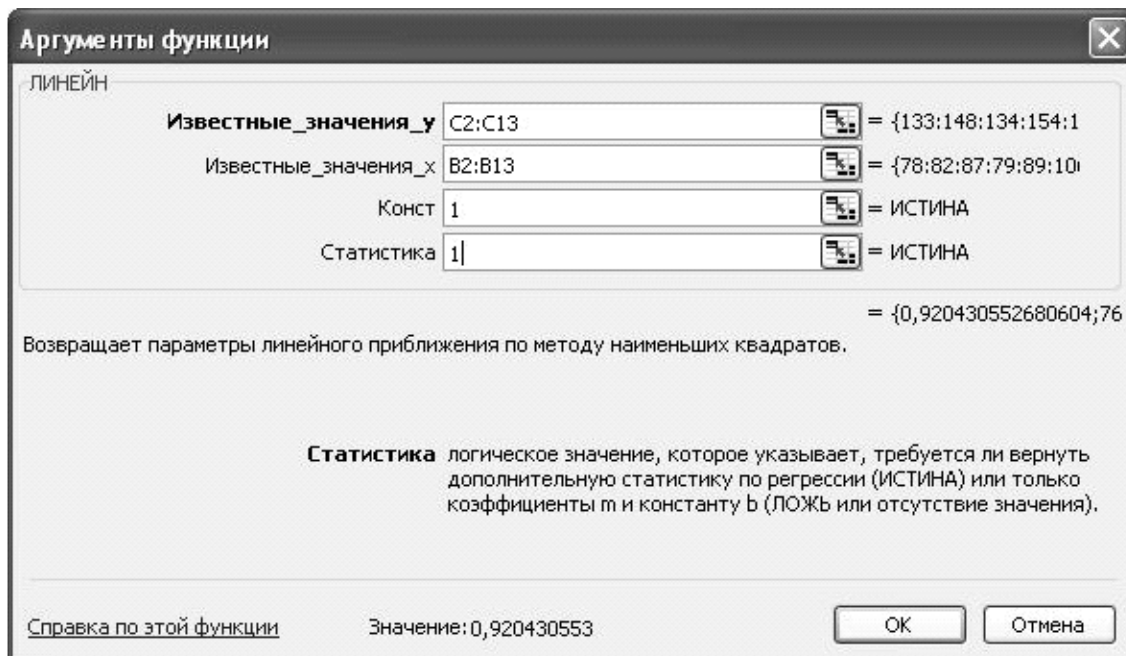 Аргументы функции
ЛИНЕЙН
Известные_значения_y C2:C13 = {133:148:134:154:1
Известные_значения_x B2:B13 = {78:82:87:79:89:10
Конст 1 = ИСТИНА
Статистика 1 = ИСТИНА
= {0,920430552680604;76
Возвращает параметры линейного приближения по методу наименьших квадратов.
Статистика логическое значение, которое указывает, требуется ли вернуть
дополнительную статистику по регрессии (ИСТИНА) или только
коэффициенты m и константу b (ЛОЖЬ или отсутствие значения).
Справка по этой функции Значение: 0,920430553 ОК Отмена